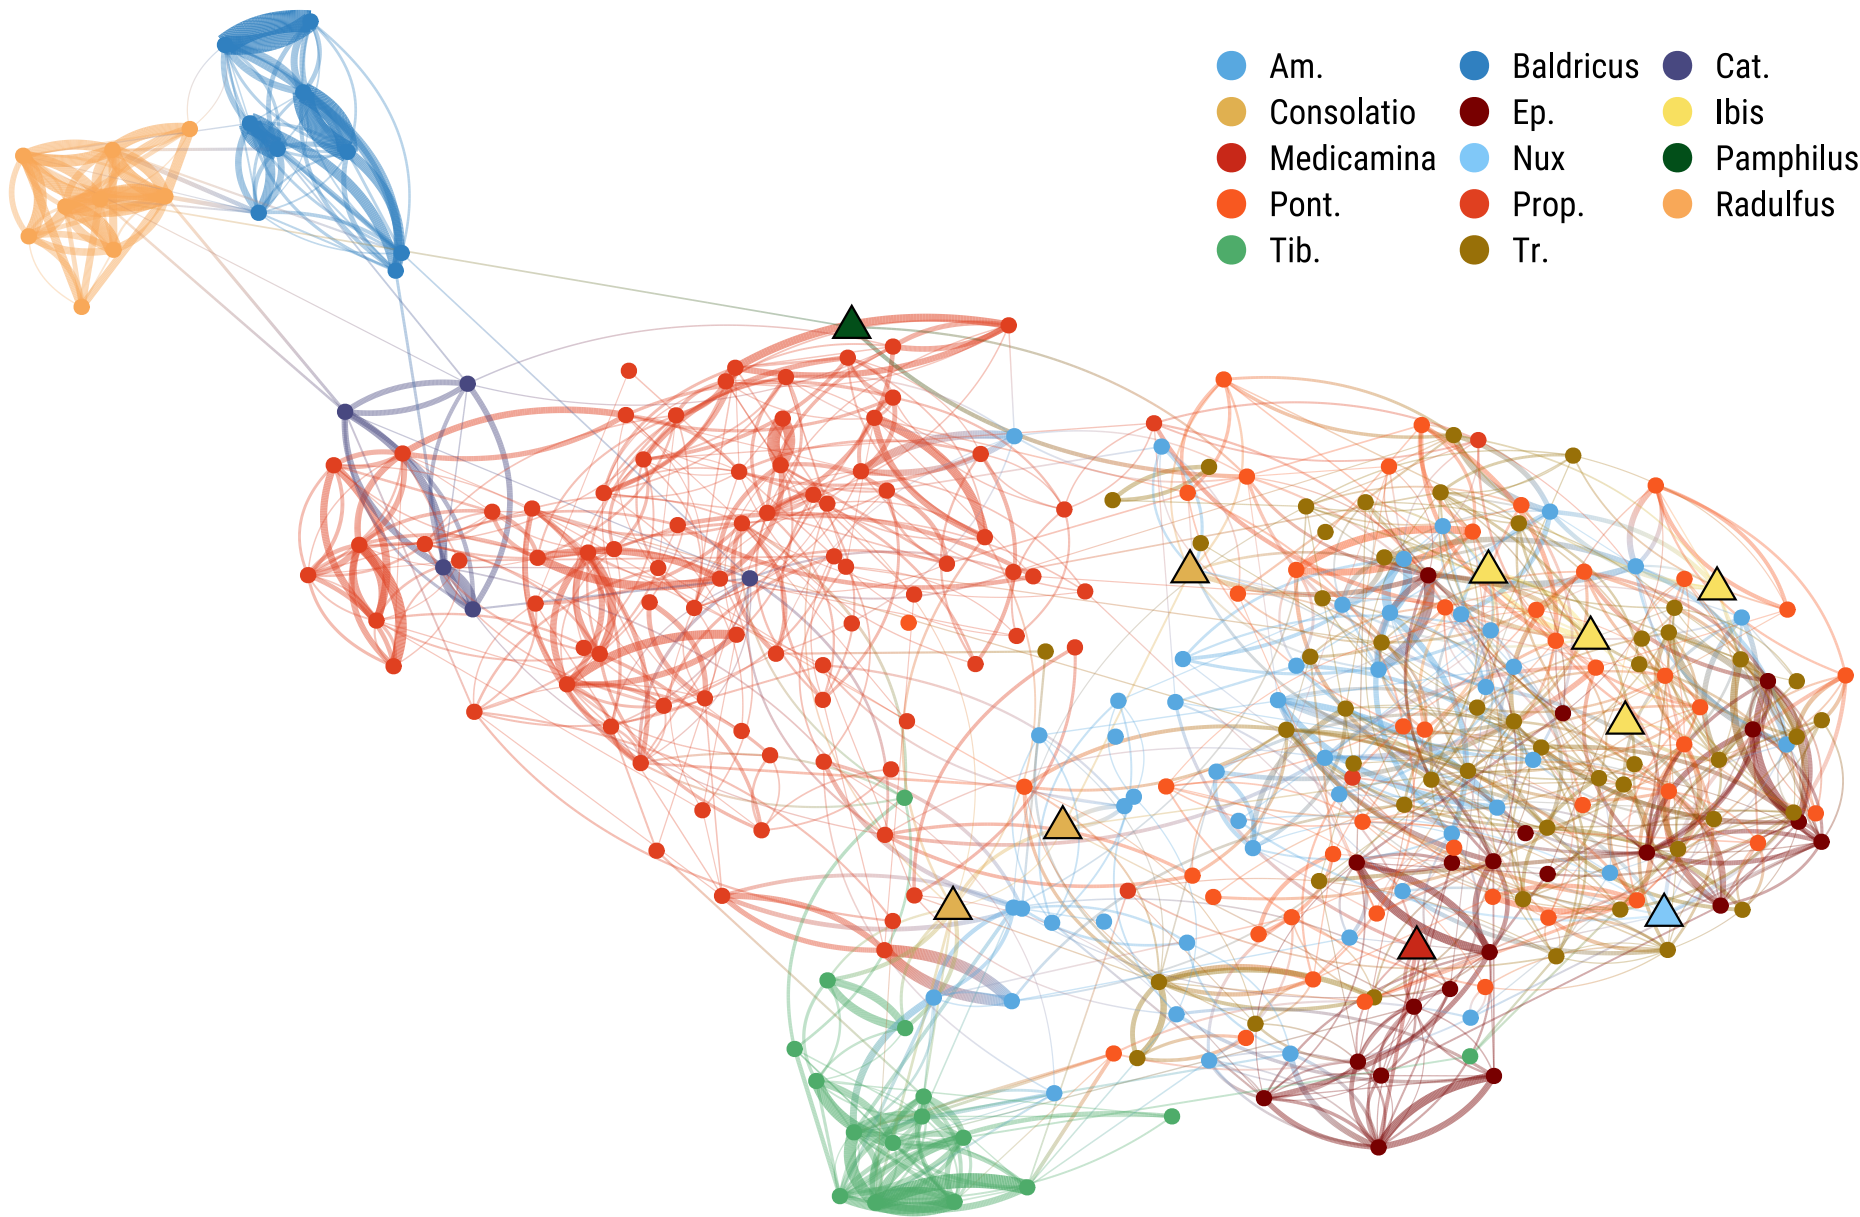 Am. Baldricus Cat.
Consolatio Ep. Ibis
Medicamina Nux Pamphilus
Pont. Prop. Radulfus
Tib. Tr.